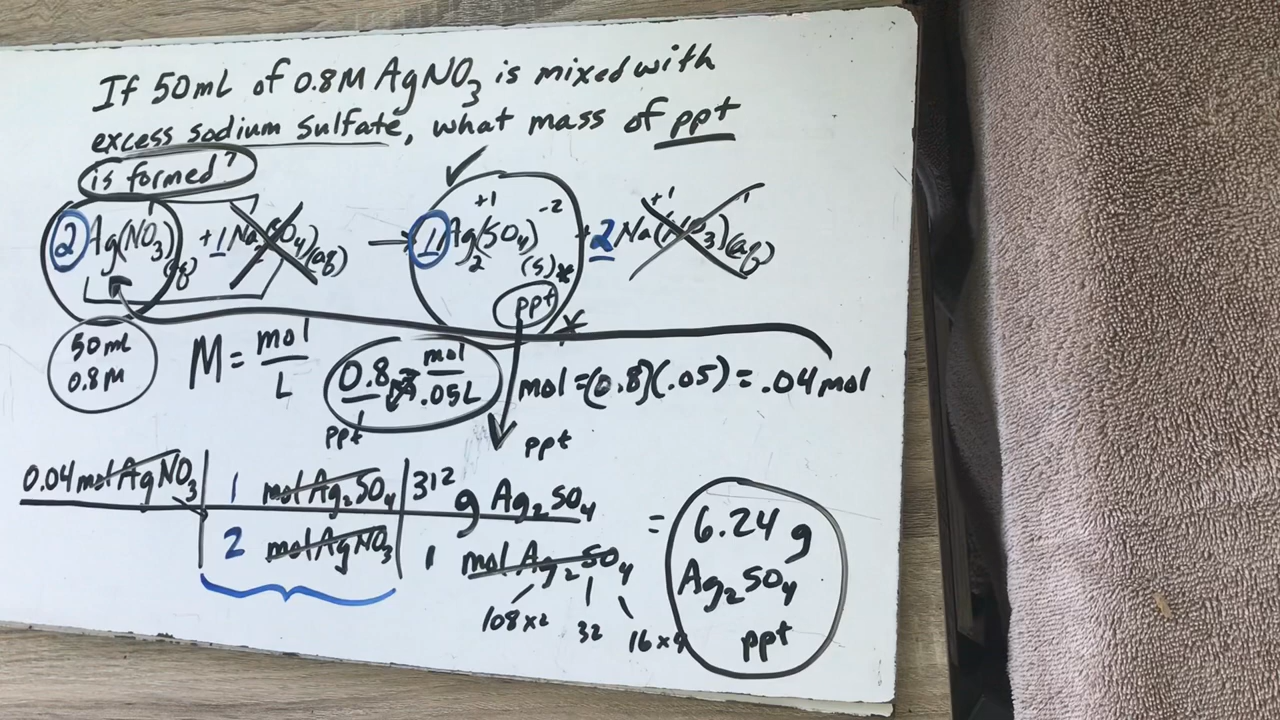 If 50mL of 0.8M AgNO3 is mixed with
excess sodium sulfate, what mass of ppt
is formed?
2 Ag(NO3)(aq) + 1 Na2(SO4)(aq) → 1 Ag2(SO4)(s) + 2 Na(NO3)(aq)
+1 -2 +1
ppt
50mL
0.8M
M = mol/L
0.8 = mol/.05L
mol = (0.8)(.05) = .04 mol
ppt ppt
0.04 mol AgNO3 | 1 mol Ag2SO4 | 312 g Ag2SO4
2 mol AgNO3 | 1 mol Ag2SO4
108×2 32 16×4
= 6.24 g
Ag2SO4
ppt